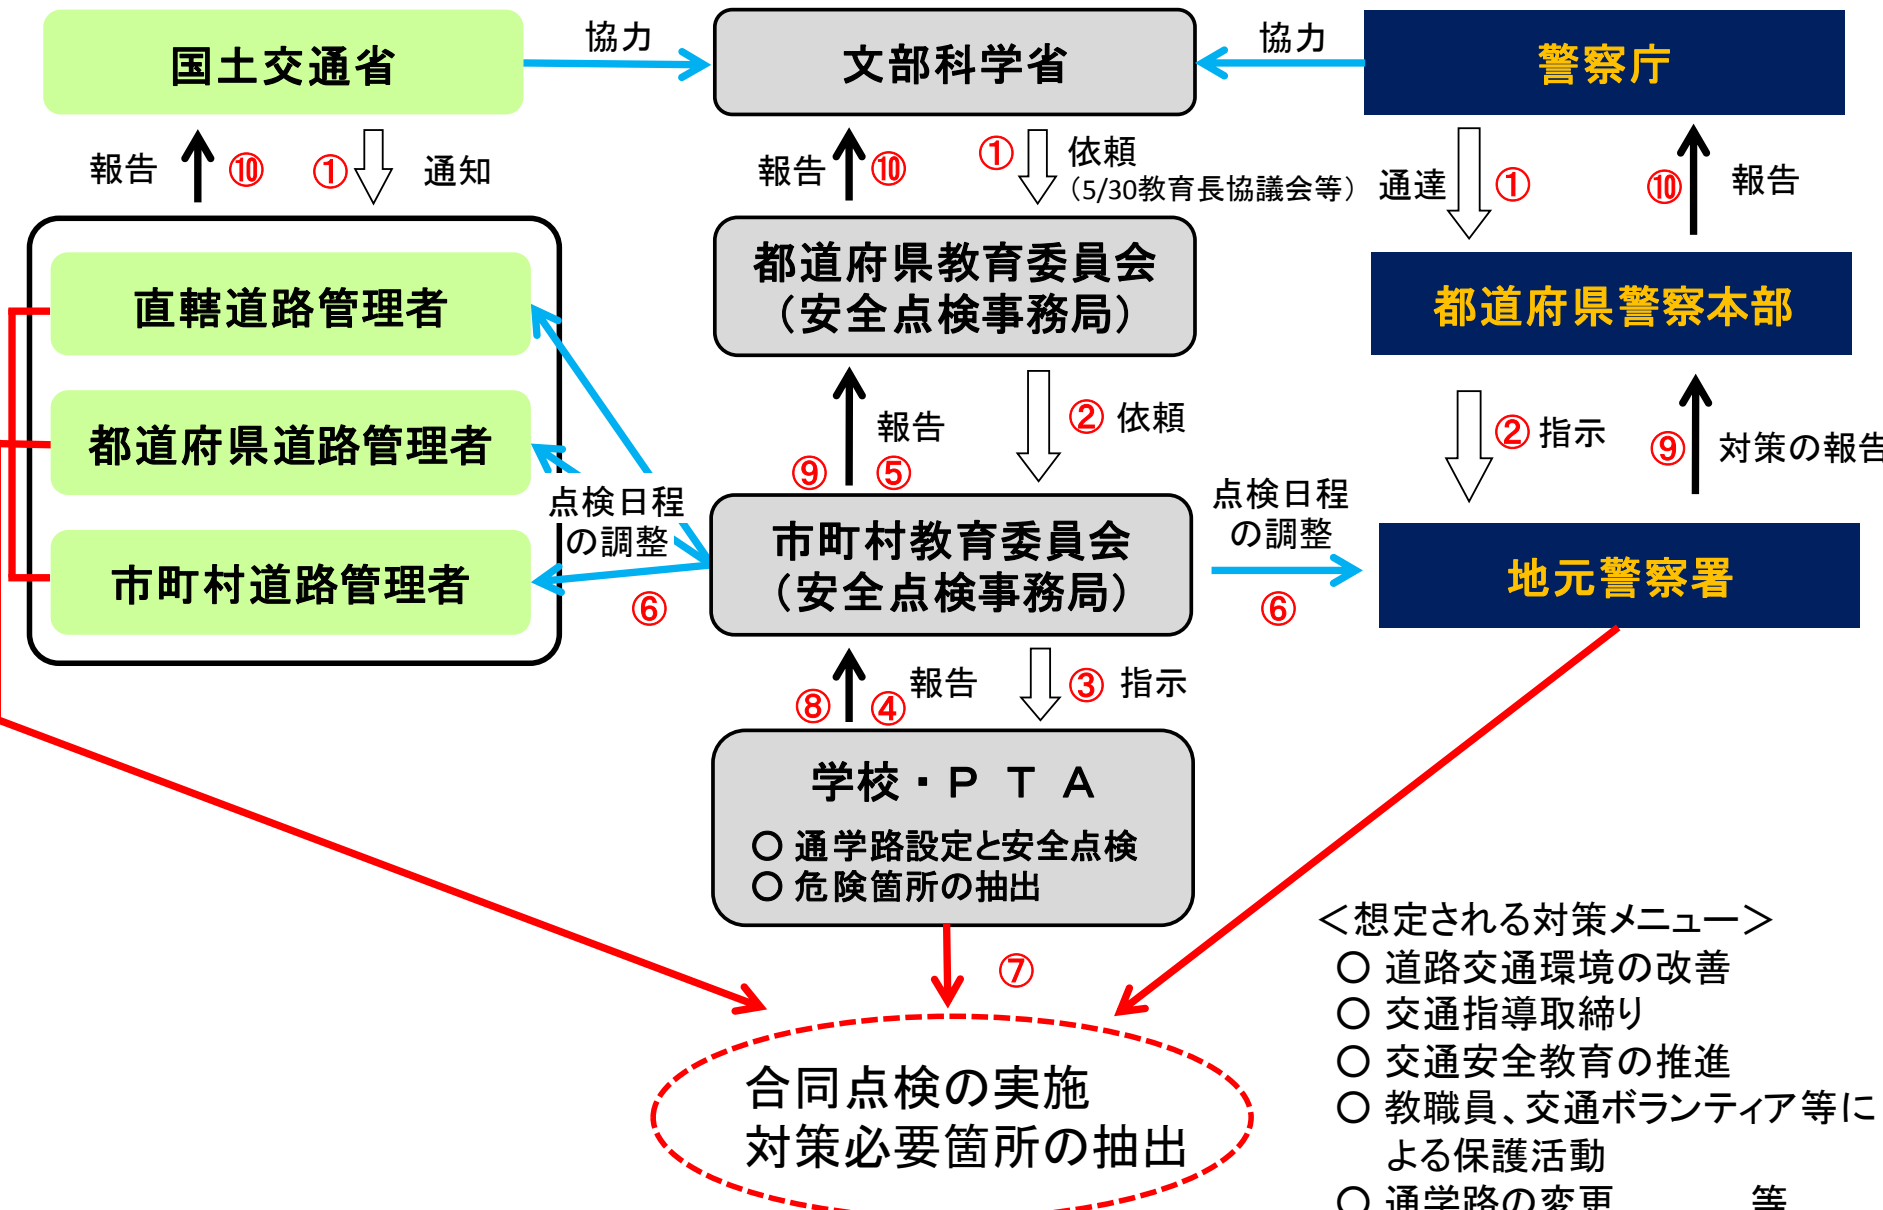 国土交通省
協力
文部科学省
協力
警察庁
報告
⑩
①
通知
報告
⑩
①
依頼
（5/30教育長協議会等）
通達
①
⑩
報告
直轄道路管理者
都道府県道路管理者
市町村道路管理者
都道府県教育委員会
（安全点検事務局）
都道府県警察本部
報告
⑨
⑤
②
依頼
②
指示
⑨
対策の報告
点検日程
の調整
⑥
市町村教育委員会
（安全点検事務局）
点検日程
の調整
⑥
地元警察署
⑧
④
報告
③
指示
学校・ＰＴＡ
○ 通学路設定と安全点検
○ 危険箇所の抽出
⑦
合同点検の実施
対策必要箇所の抽出
＜想定される対策メニュー＞
○ 道路交通環境の改善
○ 交通指導取締り
○ 交通安全教育の推進
○ 教職員、交通ボランティア等に
よる保護活動
○ 通学路の変更　　　等